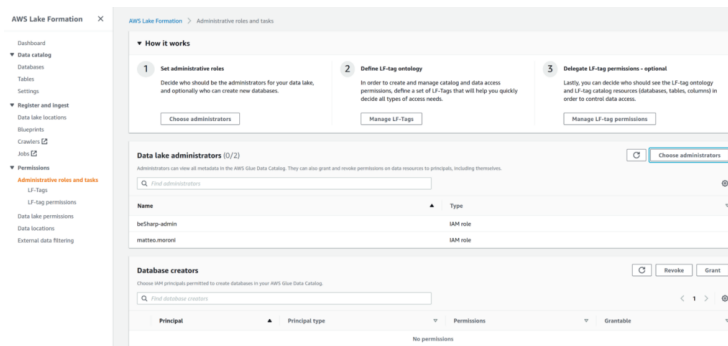 AWS Lake Formation
AWS Lake Formation > Administrative roles and tasks
Dashboard
Data catalog
Databases
Tables
Settings
Register and ingest
Data lake locations
Blueprints
Crawlers
Jobs
Permissions
Administrative roles and tasks
LF-Tags
LF-tag permissions
Data lake permissions
Data locations
External data filtering
How it works
1 Set administrative roles
Decide who should be the administrators for your data lake,
and optionally who can create new databases.
Choose administrators
2 Define LF-tag ontology
In order to create and manage catalog and data access
permissions, define a set of LF-Tags that will help you quickly
decide all types of access needs.
Manage LF-Tags
3 Delegate LF-tag permissions - optional
Lastly, you can decide who should see the LF-tag ontology
and LF-tag catalog resources (databases, tables, columns) in
order to control data access.
Manage LF-tag permissions
Data lake administrators (0/2)
Choose administrators
Administrators can view all metadata in the AWS Glue Data Catalog. They can also grant and revoke permissions on data resources to principals, including themselves.
Find administrators
Name Type
beSharp-admin IAM role
matteo.moroni IAM role
Database creators
Revoke Grant
Choose IAM principals permitted to create databases in your AWS Glue Data Catalog.
Find database creators
< 1 >
Principal Principal type Permissions Grantable
No permissions